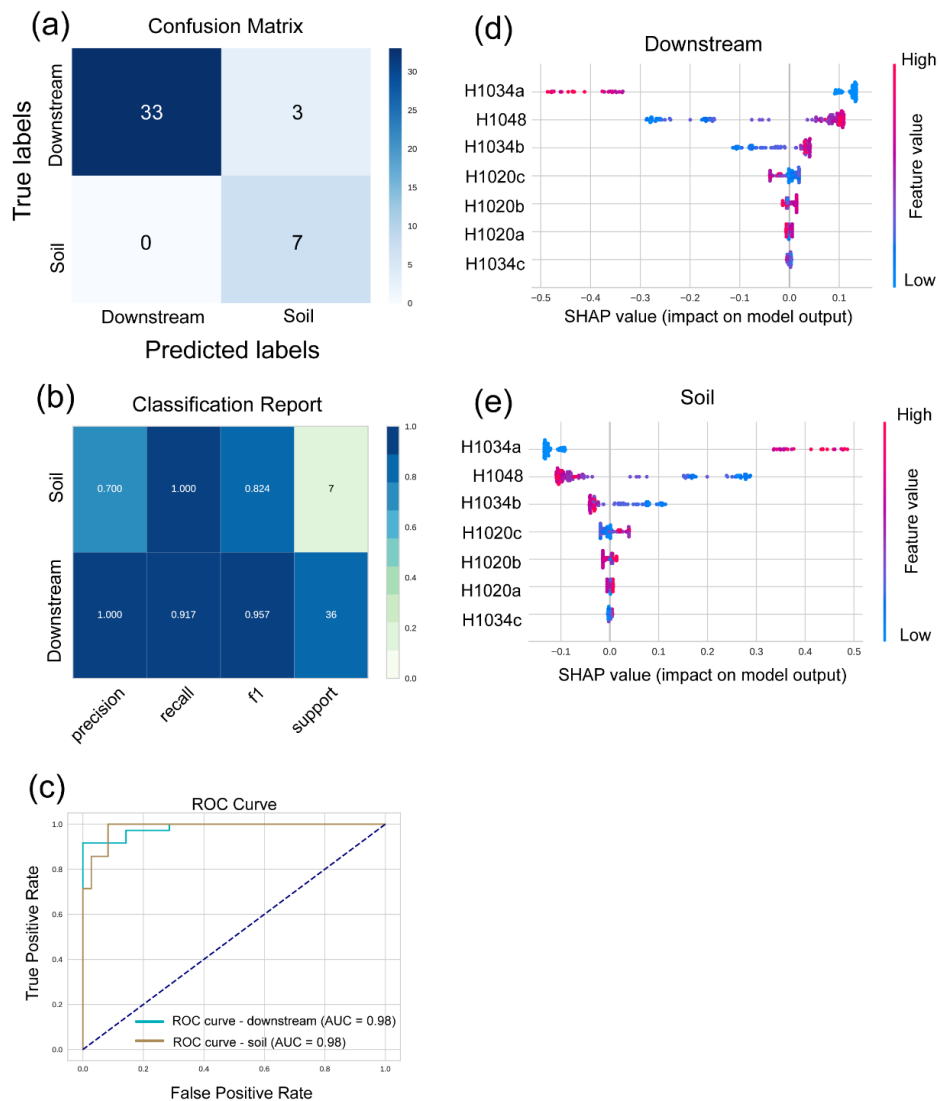 (a)
Confusion Matrix
True labels
Downstream
Soil
33
3
0
7
30
25
20
15
10
5
0
Downstream
Soil
Predicted labels
(b)
Classification Report
Soil
Downstream
0.700
1.000
0.824
7
1.000
0.917
0.957
36
1.0
0.8
0.6
0.4
0.2
0.0
precision
recall
f1
support
(c)
ROC Curve
True Positive Rate
1.0
0.8
0.6
0.4
0.2
0.0
ROC curve - downstream (AUC = 0.98)
ROC curve - soil (AUC = 0.98)
0.0
0.2
0.4
0.6
0.8
1.0
False Positive Rate
(d)
Downstream
H1034a
H1048
H1034b
H1020c
H1020b
H1020a
H1034c
−0.5
−0.4
−0.3
−0.2
−0.1
0.0
0.1
SHAP value (impact on model output)
High
Feature value
Low
(e)
Soil
H1034a
H1048
H1034b
H1020c
H1020b
H1020a
H1034c
−0.1
0.0
0.1
0.2
0.3
0.4
0.5
SHAP value (impact on model output)
High
Feature value
Low